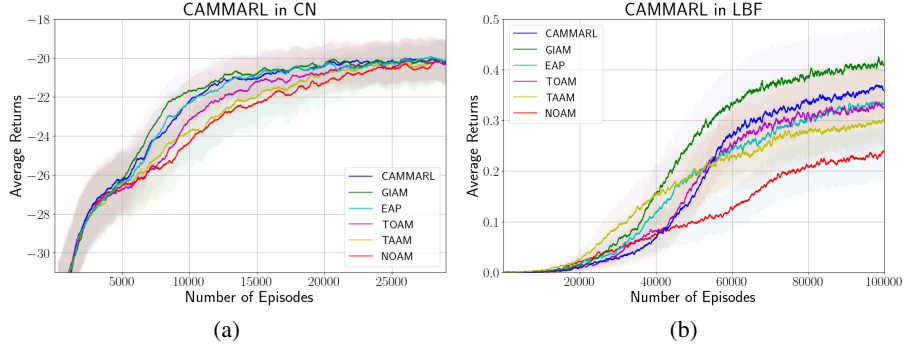 CAMMARL in CN
−18
−20
−22
−24
−26
−28
−30
Average Returns
CAMMARL
GIAM
EAP
TOAM
TAAM
NOAM
5000
10000
15000
20000
25000
Number of Episodes
(a)
CAMMARL in LBF
0.5
0.4
0.3
0.2
0.1
0.0
Average Returns
CAMMARL
GIAM
EAP
TOAM
TAAM
NOAM
20000
40000
60000
80000
100000
Number of Episodes
(b)